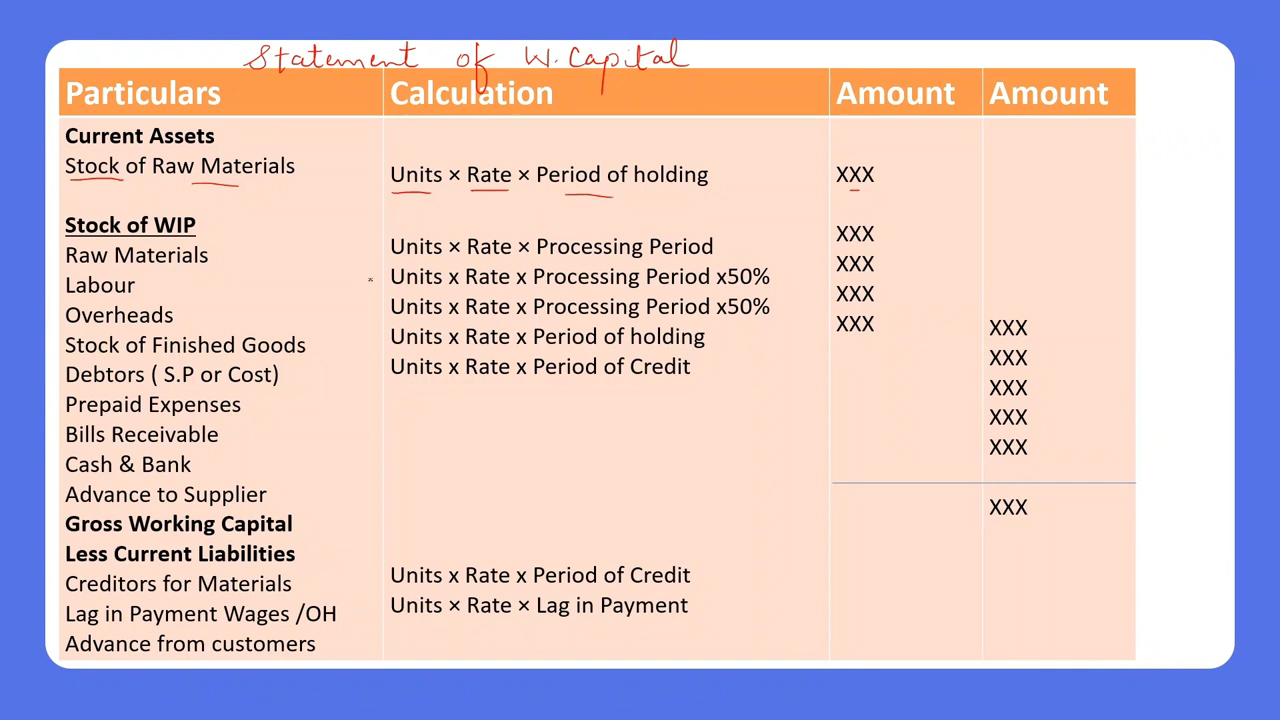 Statement of W. Capital
Particulars Calculation Amount Amount
Current Assets
Stock of Raw Materials Units × Rate × Period of holding XXX
Stock of WIP XXX
Raw Materials Units × Rate × Processing Period XXX
Labour Units x Rate x Processing Period x50% XXX
Overheads Units x Rate x Processing Period x50% XXX XXX
Stock of Finished Goods Units x Rate x Period of holding XXX
Debtors ( S.P or Cost) Units x Rate x Period of Credit XXX
Prepaid Expenses XXX
Bills Receivable XXX
Cash & Bank
Advance to Supplier XXX
Gross Working Capital
Less Current Liabilities
Creditors for Materials Units x Rate x Period of Credit
Lag in Payment Wages /OH Units × Rate × Lag in Payment
Advance from customers